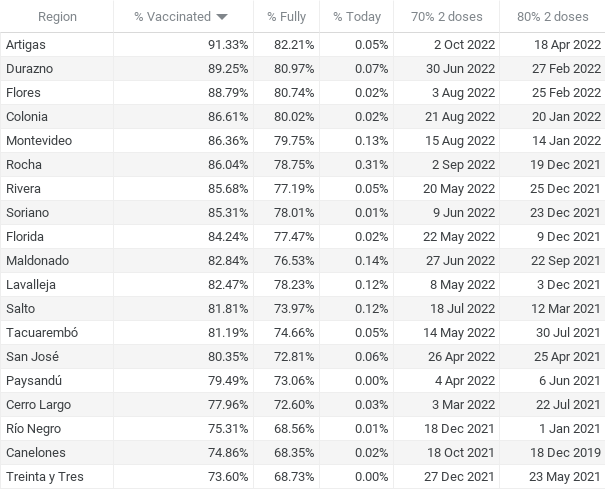 Region % Vaccinated % Fully % Today 70% 2 doses 80% 2 doses
Artigas 91.33% 82.21% 0.05% 2 Oct 2022 18 Apr 2022
Durazno 89.25% 80.97% 0.07% 30 Jun 2022 27 Feb 2022
Flores 88.79% 80.74% 0.02% 3 Aug 2022 25 Feb 2022
Colonia 86.61% 80.02% 0.02% 21 Aug 2022 20 Jan 2022
Montevideo 86.36% 79.75% 0.13% 15 Aug 2022 14 Jan 2022
Rocha 86.04% 78.75% 0.31% 2 Sep 2022 19 Dec 2021
Rivera 85.68% 77.19% 0.05% 20 May 2022 25 Dec 2021
Soriano 85.31% 78.01% 0.01% 9 Jun 2022 23 Dec 2021
Florida 84.24% 77.47% 0.02% 22 May 2022 9 Dec 2021
Maldonado 82.84% 76.53% 0.14% 27 Jun 2022 22 Sep 2021
Lavalleja 82.47% 78.23% 0.12% 8 May 2022 3 Dec 2021
Salto 81.81% 73.97% 0.12% 18 Jul 2022 12 Mar 2021
Tacuarembó 81.19% 74.66% 0.05% 14 May 2022 30 Jul 2021
San José 80.35% 72.81% 0.06% 26 Apr 2022 25 Apr 2021
Paysandú 79.49% 73.06% 0.00% 4 Apr 2022 6 Jun 2021
Cerro Largo 77.96% 72.60% 0.03% 3 Mar 2022 22 Jul 2021
Río Negro 75.31% 68.56% 0.01% 18 Dec 2021 1 Jan 2021
Canelones 74.86% 68.35% 0.02% 18 Oct 2021 18 Dec 2019
Treinta y Tres 73.60% 68.73% 0.00% 27 Dec 2021 23 May 2021